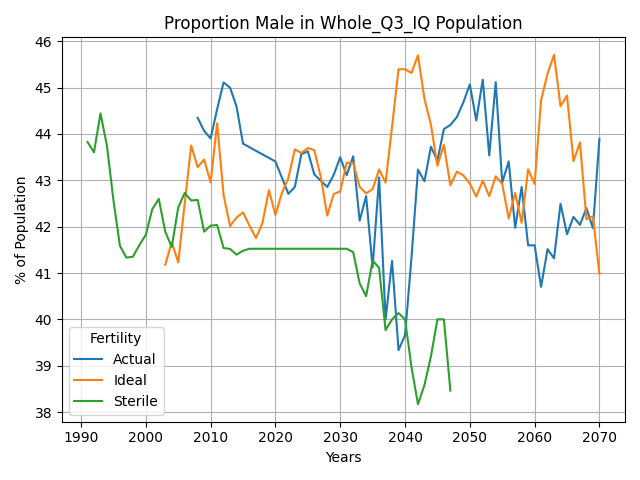 Proportion Male in Whole_Q3_IQ Population
% of Population
46
45
44
43
42
41
40
39
38
Fertility
Actual
Ideal
Sterile
1990 2000 2010 2020 2030 2040 2050 2060 2070
Years